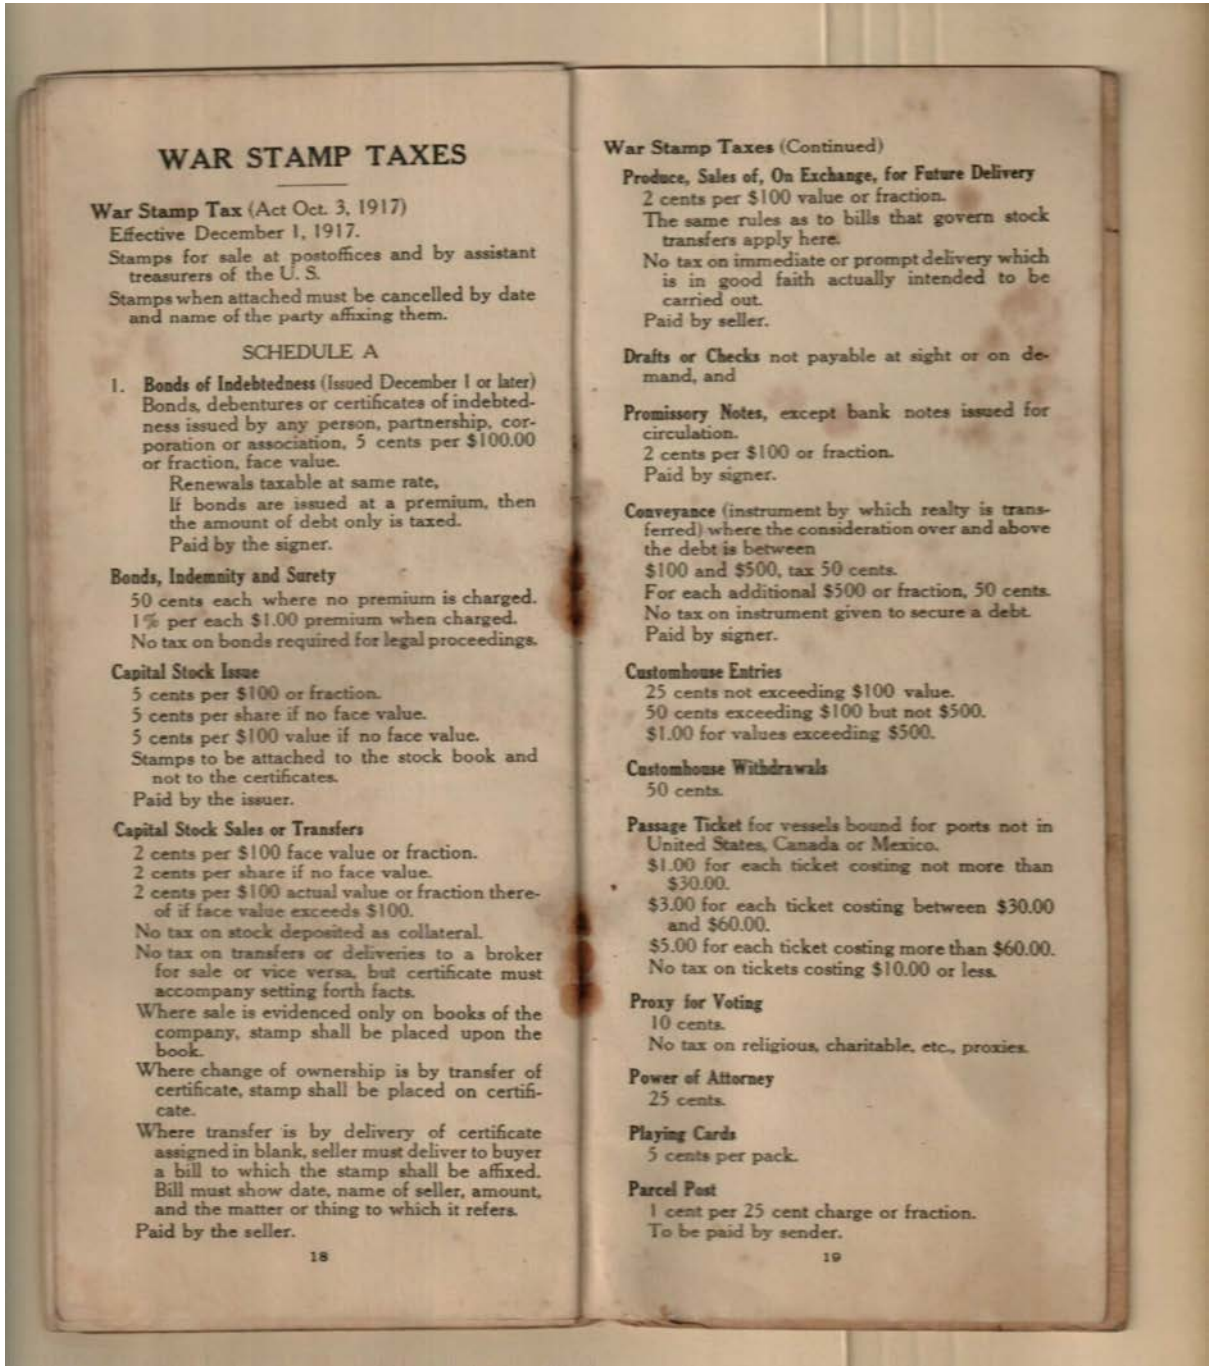 WAR STAMP TAXES
War Stamp Tax (Act Oct. 3, 1917)
Effective December 1, 1917.
Stamps for sale at postoffices and by assistant
treasurers of the U. S.
Stamps when attached must be cancelled by date
and name of the party affixing them.
SCHEDULE A
1. Bonds of Indebtedness (Issued December 1 or later)
Bonds, debentures or certificates of indebted-
ness issued by any person, partnership, cor-
poration or association, 5 cents per $100.00
or fraction, face value.
Renewals taxable at same rate,
If bonds are issued at a premium, then
the amount of debt only is taxed.
Paid by the signer.
Bonds, Indemnity and Surety
50 cents each where no premium is charged.
1% per each $1.00 premium when charged.
No tax on bonds required for legal proceedings.
Capital Stock Issue
5 cents per $100 or fraction.
5 cents per share if no face value.
5 cents per $100 value if no face value.
Stamps to be attached to the stock book and
not to the certificates.
Paid by the issuer.
Capital Stock Sales or Transfers
2 cents per $100 face value or fraction.
2 cents per share if no face value.
2 cents per $100 actual value or fraction there-
of if face value exceeds $100.
No tax on stock deposited as collateral.
No tax on transfers or deliveries to a broker
for sale or vice versa, but certificate must
accompany setting forth facts.
Where sale is evidenced only on books of the
company, stamp shall be placed upon the
book.
Where change of ownership is by transfer of
certificate, stamp shall be placed on certifi-
cate.
Where transfer is by delivery of certificate
assigned in blank, seller must deliver to buyer
a bill to which the stamp shall be affixed.
Bill must show date, name of seller, amount,
and the matter or thing to which it refers.
Paid by the seller.
18
War Stamp Taxes (Continued)
Produce, Sales of, On Exchange, for Future Delivery
2 cents per $100 value or fraction.
The same rules as to bills that govern stock
transfers apply here.
No tax on immediate or prompt delivery which
is in good faith actually intended to be
carried out.
Paid by seller.
Drafts or Checks not payable at sight or on de-
mand, and
Promissory Notes, except bank notes issued for
circulation.
2 cents per $100 or fraction.
Paid by signer.
Conveyance (instrument by which realty is trans-
ferred) where the consideration over and above
the debt is between
$100 and $500, tax 50 cents.
For each additional $500 or fraction, 50 cents.
No tax on instrument given to secure a debt.
Paid by signer.
Customhouse Entries
25 cents not exceeding $100 value.
50 cents exceeding $100 but not $500.
$1.00 for values exceeding $500.
Customhouse Withdrawals
50 cents.
Passage Ticket for vessels bound for ports not in
United States, Canada or Mexico.
$1.00 for each ticket costing not more than
$30.00.
$3.00 for each ticket costing between $30.00
and $60.00.
$5.00 for each ticket costing more than $60.00.
No tax on tickets costing $10.00 or less.
Proxy for Voting
10 cents.
No tax on religious, charitable, etc., proxies.
Power of Attorney
25 cents.
Playing Cards
5 cents per pack.
Parcel Post
1 cent per 25 cent charge or fraction.
To be paid by sender.
19